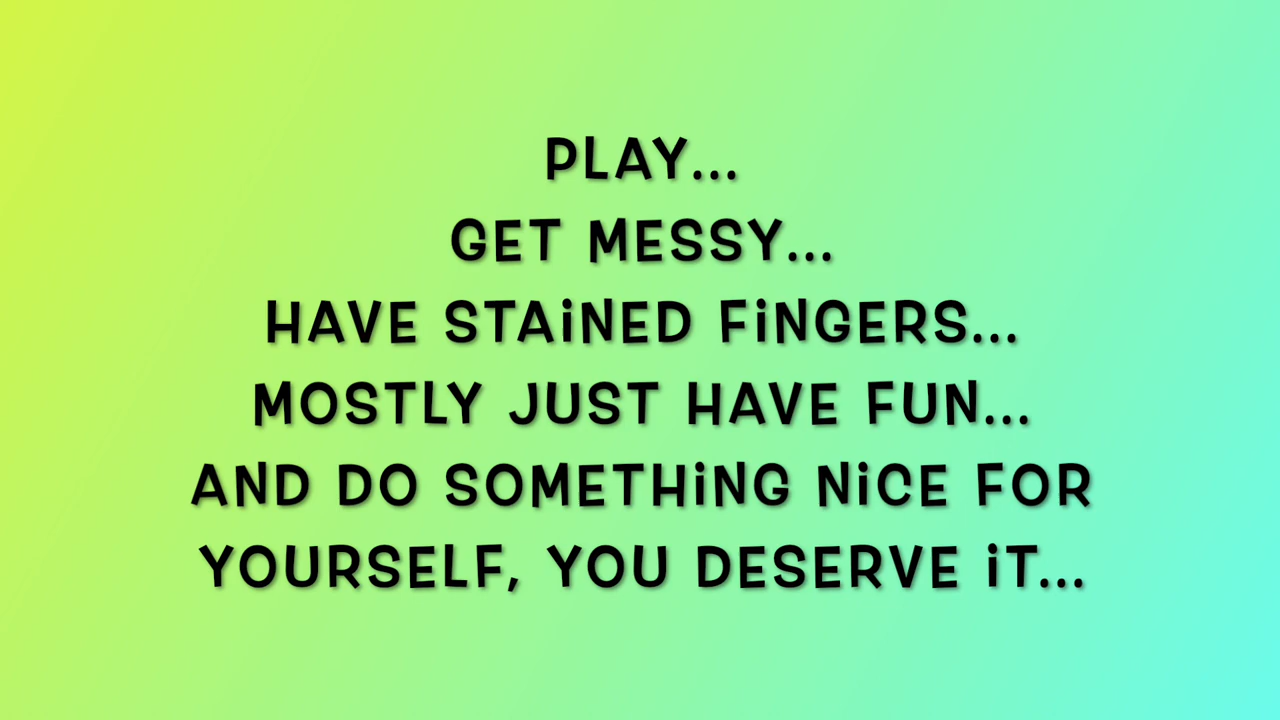 PLAY...
GET MESSY...
HAVE STAiNED FiNGERS...
MOSTLY JUST HAVE FUN...
AND DO SOMETHiNG NiCE FOR
YOURSELF, YOU DESERVE iT...